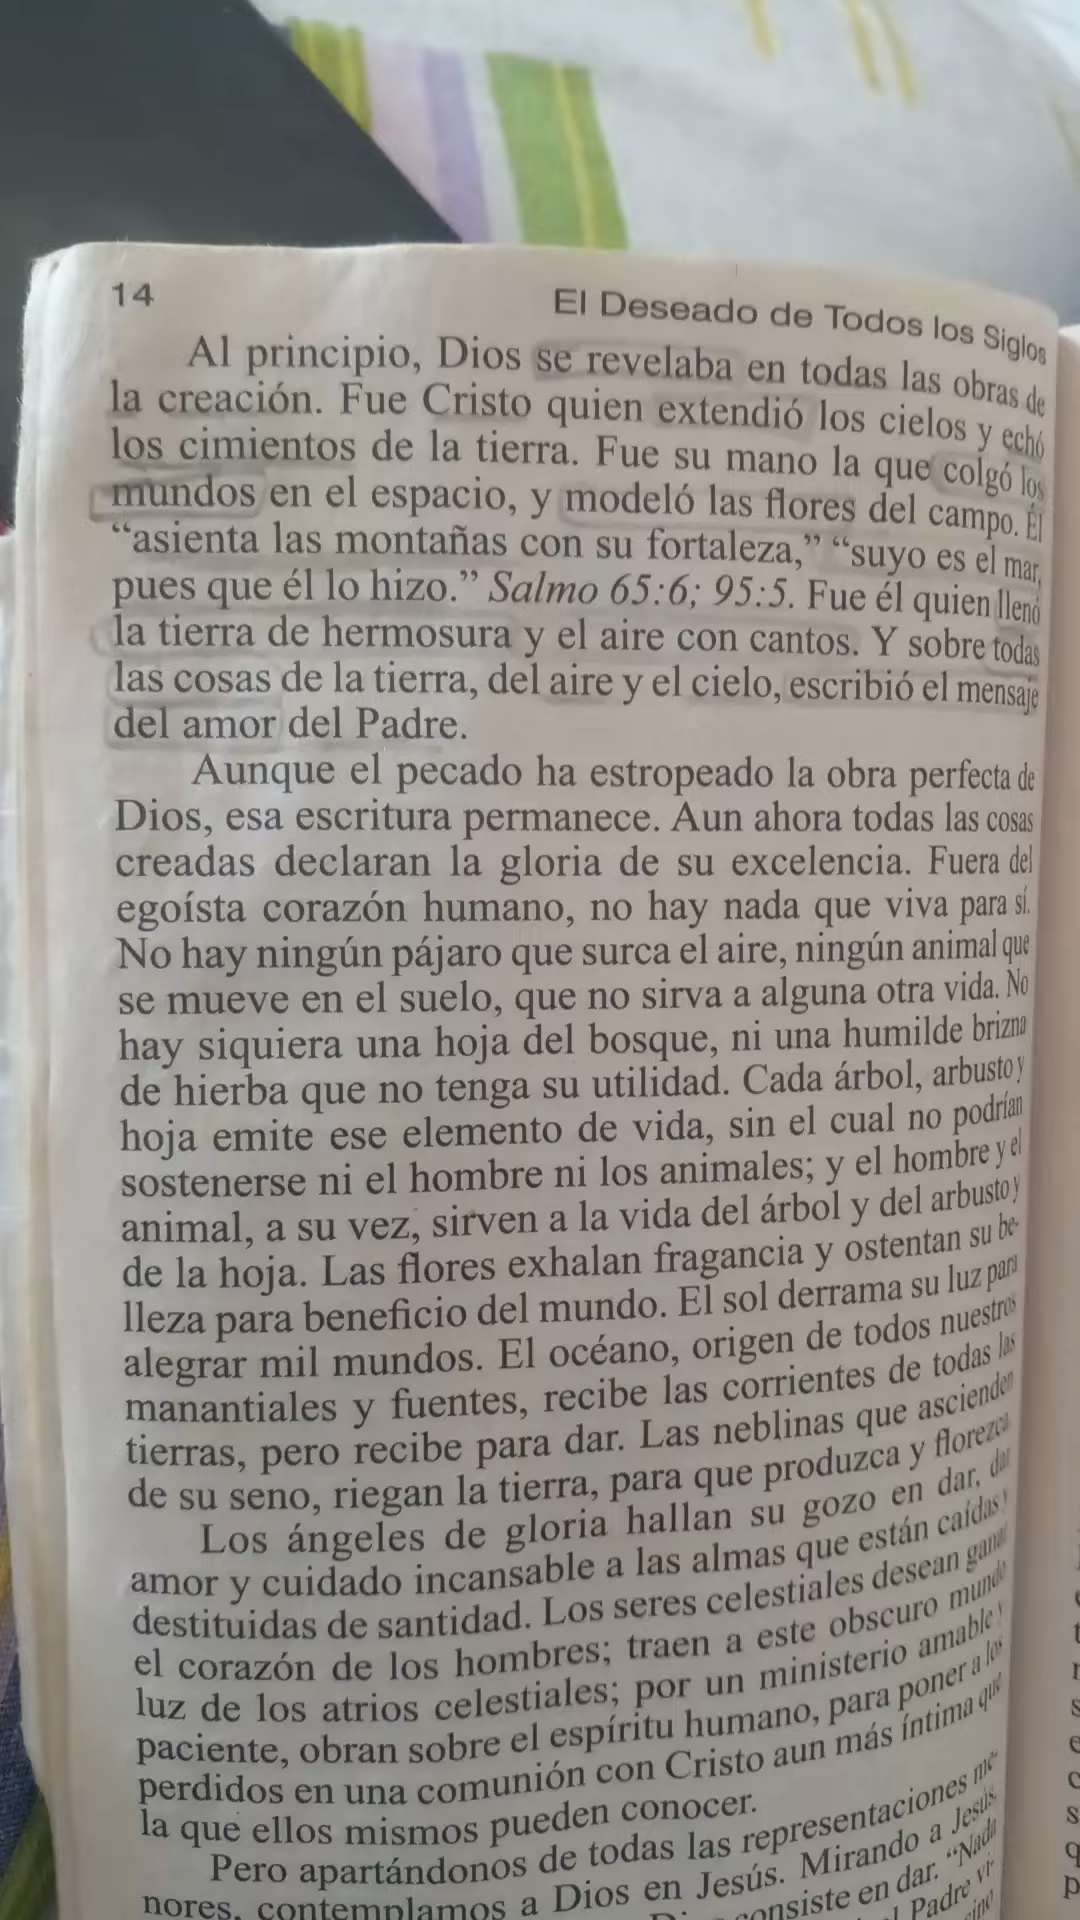 14
El Deseado de Todos los Siglos
Al principio, Dios se revelaba en todas las obras de
la creación. Fue Cristo quien extendió los cielos y echó
los cimientos de la tierra. Fue su mano la que colgó los
mundos en el espacio, y modeló las flores del campo. Él
“asienta las montañas con su fortaleza,” “suyo es el mar,
pues que él lo hizo.” Salmo 65:6; 95:5. Fue él quien llenó
la tierra de hermosura y el aire con cantos. Y sobre todas
las cosas de la tierra, del aire y el cielo, escribió el mensaje
del amor del Padre.
Aunque el pecado ha estropeado la obra perfecta de
Dios, esa escritura permanece. Aun ahora todas las cosas
creadas declaran la gloria de su excelencia. Fuera del
egoísta corazón humano, no hay nada que viva para sí.
No hay ningún pájaro que surca el aire, ningún animal que
se mueve en el suelo, que no sirva a alguna otra vida. No
hay siquiera una hoja del bosque, ni una humilde brizna
de hierba que no tenga su utilidad. Cada árbol, arbusto y
hoja emite ese elemento de vida, sin el cual no podrían
sostenerse ni el hombre ni los animales; y el hombre y el
animal, a su vez, sirven a la vida del árbol y del arbusto y
de la hoja. Las flores exhalan fragancia y ostentan su be-
lleza para beneficio del mundo. El sol derrama su luz para
alegrar mil mundos. El océano, origen de todos nuestros
manantiales y fuentes, recibe las corrientes de todas las
tierras, pero recibe para dar. Las neblinas que ascienden
de su seno, riegan la tierra, para que produzca y florezca.
Los ángeles de gloria hallan su gozo en dar, dar
amor y cuidado incansable a las almas que están caídas y
destituidas de santidad. Los seres celestiales desean ganar
el corazón de los hombres; traen a este obscuro mundo
luz de los atrios celestiales; por un ministerio amable y
paciente, obran sobre el espíritu humano, para poner a los
perdidos en una comunión con Cristo aun más íntima que
la que ellos mismos pueden conocer.
Pero apartándonos de todas las representaciones me-
nores, contemplamos a Dios en Jesús. Mirando a Jesús,
consiste en dar. “Nada
Padre vi-